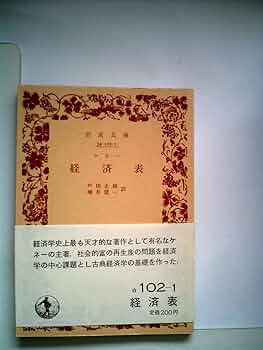 岩波文庫
ケネー
経済表
戸田正雄
増井健一 訳
経済学史上最も天才的な著作として有名なケ
ネーの主著．社会的富の再生産の問題を経済
学の中心課題とし古典経済学の基礎を作った．
白 102-1
経済表
定価200円